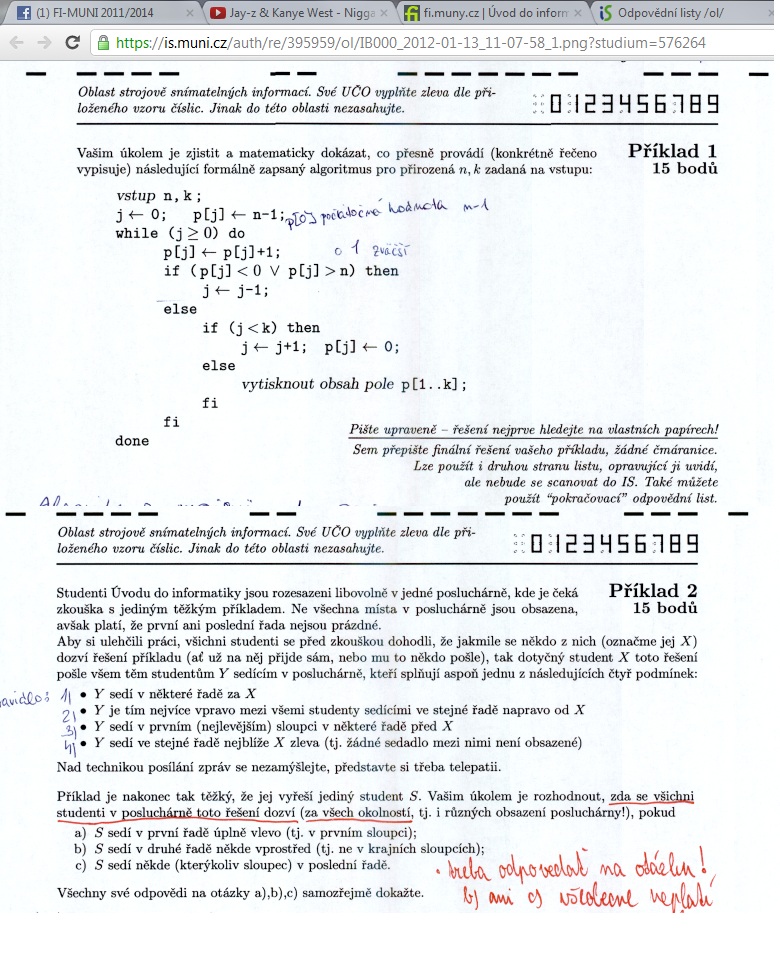 (1) FI-MUNI 2011/2014
Jay-z & Kanye West - Nigga
fi.muny.cz | Úvod do inform
Odpovědní listy /ol/
https://is.muni.cz/auth/re/395959/ol/IB000_2012-01-13_11-07-58_1.png?studium=576264
Oblast strojově snímatelných informací. Své UČO vyplňte zleva dle při-
loženého vzoru číslic. Jinak do této oblasti nezasahujte.
0123456789
Vašim úkolem je zjistit a matematicky dokázat, co přesně provádí (konkrétně řečeno
vypisuje) následující formálně zapsaný algoritmus pro přirozená n, k zadaná na vstupu:
Příklad 1
15 bodů
vstup n,k;
j ← 0; p[j] ← n-1; p[0] počiatočná hodnota n-1
while (j ≥ 0) do
p[j] ← p[j]+1; o 1 zväčší
if (p[j] < 0 ∨ p[j] > n) then
j ← j-1;
else
if (j < k) then
j ← j+1; p[j] ← 0;
else
vytisknout obsah pole p[1..k];
fi
fi
done
Pište upraveně – řešení nejprve hledejte na vlastních papírech!
Sem přepište finální řešení vašeho příkladu, žádné čmáranice.
Lze použít i druhou stranu listu, opravující ji uvidí,
ale nebude se scanovat do IS. Také můžete
použít “pokračovací” odpovědní list.
Oblast strojově snímatelných informací. Své UČO vyplňte zleva dle při-
loženého vzoru číslic. Jinak do této oblasti nezasahujte.
0123456789
Studenti Úvodu do informatiky jsou rozesazeni libovolně v jedné posluchárně, kde je čeká
zkouška s jediným těžkým příkladem. Ne všechna místa v posluchárně jsou obsazena,
avšak platí, že první ani poslední řada nejsou prázdné.
Příklad 2
15 bodů
Aby si ulehčili práci, všichni studenti se před zkouškou dohodli, že jakmile se někdo z nich (označme jej X)
dozví řešení příkladu (ať už na něj přijde sám, nebo mu to někdo pošle), tak dotyčný student X toto řešení
pošle všem těm studentům Y sedícím v posluchárně, kteří splňují aspoň jednu z následujících čtyř podmínek:
avidlo: 1) • Y sedí v některé řadě za X
2) • Y je tím nejvíce vpravo mezi všemi studenty sedícími ve stejné řadě napravo od X
3) • Y sedí v prvním (nejlevějším) sloupci v některé řadě před X
4) • Y sedí ve stejné řadě nejblíže X zleva (tj. žádné sedadlo mezi nimi není obsazené)
Nad technikou posílání zpráv se nezamýšlejte, představte si třeba telepatii.
Příklad je nakonec tak těžký, že jej vyřeší jediný student S. Vašim úkolem je rozhodnout, zda se všichni
studenti v posluchárně toto řešení dozví (za všech okolností, tj. i různých obsazení posluchárny!), pokud
a) S sedí v první řadě úplně vlevo (tj. v prvním sloupci);
b) S sedí v druhé řadě někde vprostřed (tj. ne v krajních sloupcích);
c) S sedí někde (kterýkoliv sloupec) v poslední řadě.
Všechny své odpovědi na otázky a),b),c) samozřejmě dokažte.
• treba odpovedať na otázku!
b) ani c) všeobecne neplatí